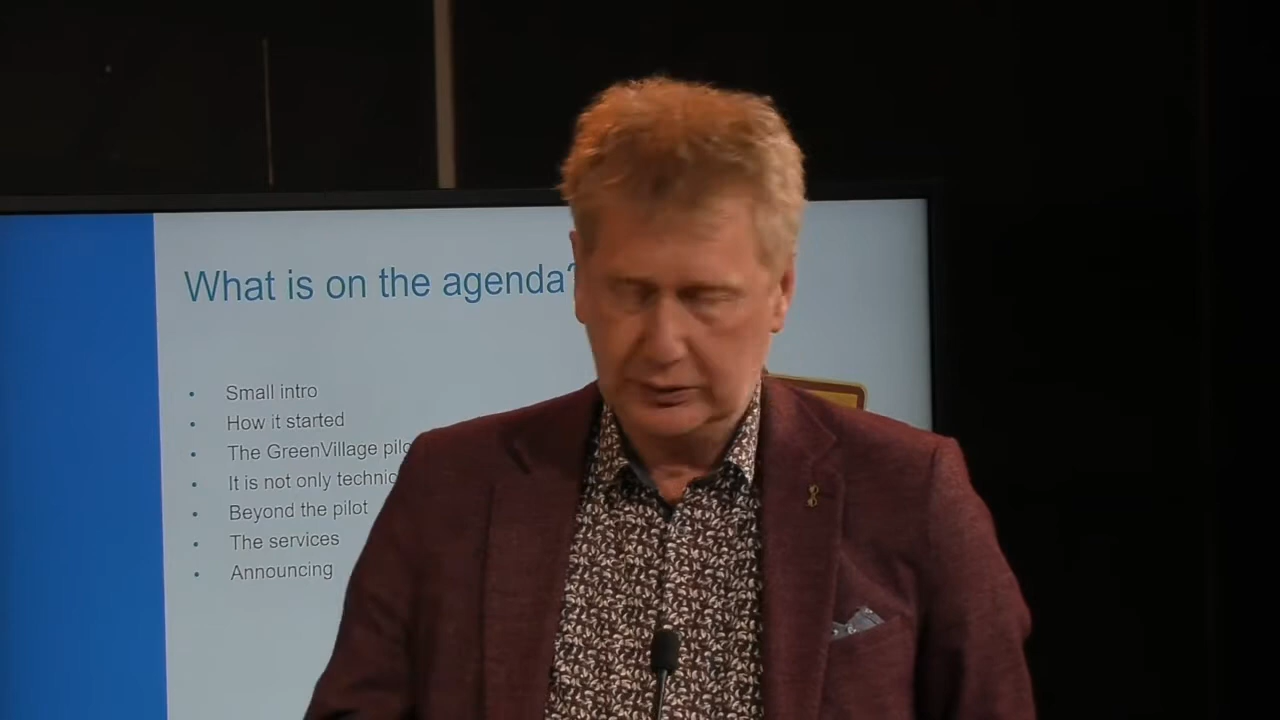 What is on the agenda?
• Small intro
• How it started
• The GreenVillage
• It is not only
• Beyond the pilot
• The services
• Announcing